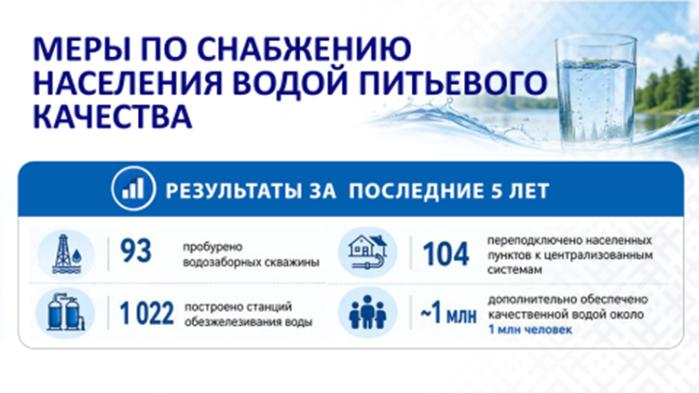 МЕРЫ ПО СНАБЖЕНИЮ
НАСЕЛЕНИЯ ВОДОЙ ПИТЬЕВОГО
КАЧЕСТВА
РЕЗУЛЬТАТЫ ЗА ПОСЛЕДНИЕ 5 ЛЕТ
93
пробурено
водозаборных скважины
104
переподключено населенных
пунктов к централизованным
системам
1 022
построено станций
обезжелезивания воды
~1 млн
дополнительно обеспечено
качественной водой около
1 млн человек